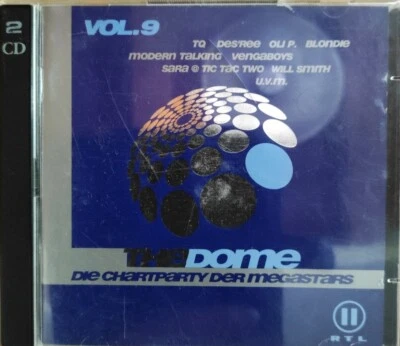 2
CD
VOL.9
TQ DES'REE OLI P. BLONDIE
MODERN TALKING VENGABOYS
SARA @ TIC TAC TWO WILL SMITH
U.V.M.
THE DOME
DIE CHARTPARTY DER MEGASTARS
II
RTL